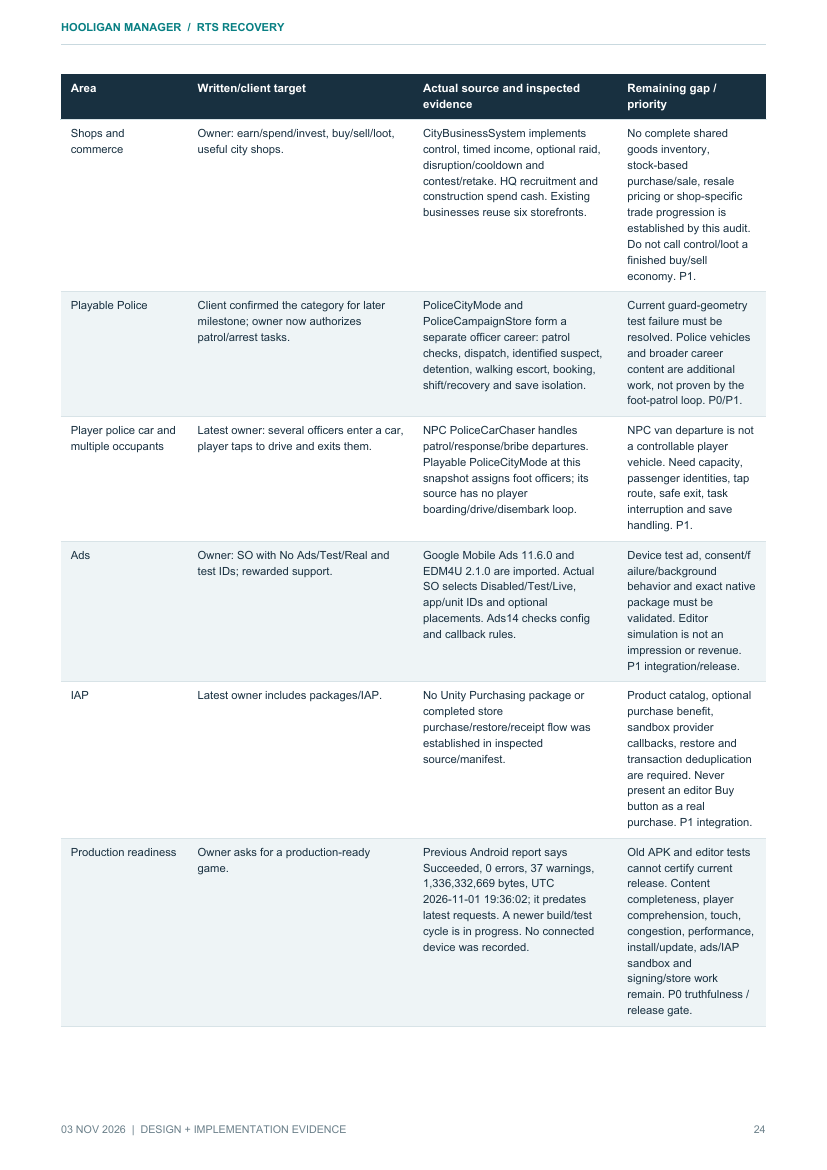 HOOLIGAN MANAGER / RTS RECOVERY
Area
Written/client target
Actual source and inspected
evidence
Remaining gap /
priority
Shops and
commerce
Owner: earn/spend/invest, buy/sell/loot,
useful city shops.
CityBusinessSystem implements
control, timed income, optional raid,
disruption/cooldown and
contest/retake. HQ recruitment and
construction spend cash. Existing
businesses reuse six storefronts.
No complete shared
goods inventory,
stock-based
purchase/sale, resale
pricing or shop-specific
trade progression is
established by this audit.
Do not call control/loot a
finished buy/sell
economy. P1.
Playable Police
Client confirmed the category for later
milestone; owner now authorizes
patrol/arrest tasks.
PoliceCityMode and
PoliceCampaignStore form a
separate officer career: patrol
checks, dispatch, identified suspect,
detention, walking escort, booking,
shift/recovery and save isolation.
Current guard-geometry
test failure must be
resolved. Police vehicles
and broader career
content are additional
work, not proven by the
foot-patrol loop. P0/P1.
Player police car and
multiple occupants
Latest owner: several officers enter a car,
player taps to drive and exits them.
NPC PoliceCarChaser handles
patrol/response/bribe departures.
Playable PoliceCityMode at this
snapshot assigns foot officers; its
source has no player
boarding/drive/disembark loop.
NPC van departure is not
a controllable player
vehicle. Need capacity,
passenger identities, tap
route, safe exit, task
interruption and save
handling. P1.
Ads
Owner: SO with No Ads/Test/Real and
test IDs; rewarded support.
Google Mobile Ads 11.6.0 and
EDM4U 2.1.0 are imported. Actual
SO selects Disabled/Test/Live,
app/unit IDs and optional
placements. Ads14 checks config
and callback rules.
Device test ad, consent/f
ailure/background
behavior and exact native
package must be
validated. Editor
simulation is not an
impression or revenue.
P1 integration/release.
IAP
Latest owner includes packages/IAP.
No Unity Purchasing package or
completed store
purchase/restore/receipt flow was
established in inspected
source/manifest.
Product catalog, optional
purchase benefit,
sandbox provider
callbacks, restore and
transaction deduplication
are required. Never
present an editor Buy
button as a real
purchase. P1 integration.
Production readiness
Owner asks for a production-ready
game.
Previous Android report says
Succeeded, 0 errors, 37 warnings,
1,336,332,669 bytes, UTC
2026-11-01 19:36:02; it predates
latest requests. A newer build/test
cycle is in progress. No connected
device was recorded.
Old APK and editor tests
cannot certify current
release. Content
completeness, player
comprehension, touch,
congestion, performance,
install/update, ads/IAP
sandbox and
signing/store work
remain. P0 truthfulness /
release gate.
03 NOV 2026 | DESIGN + IMPLEMENTATION EVIDENCE
24